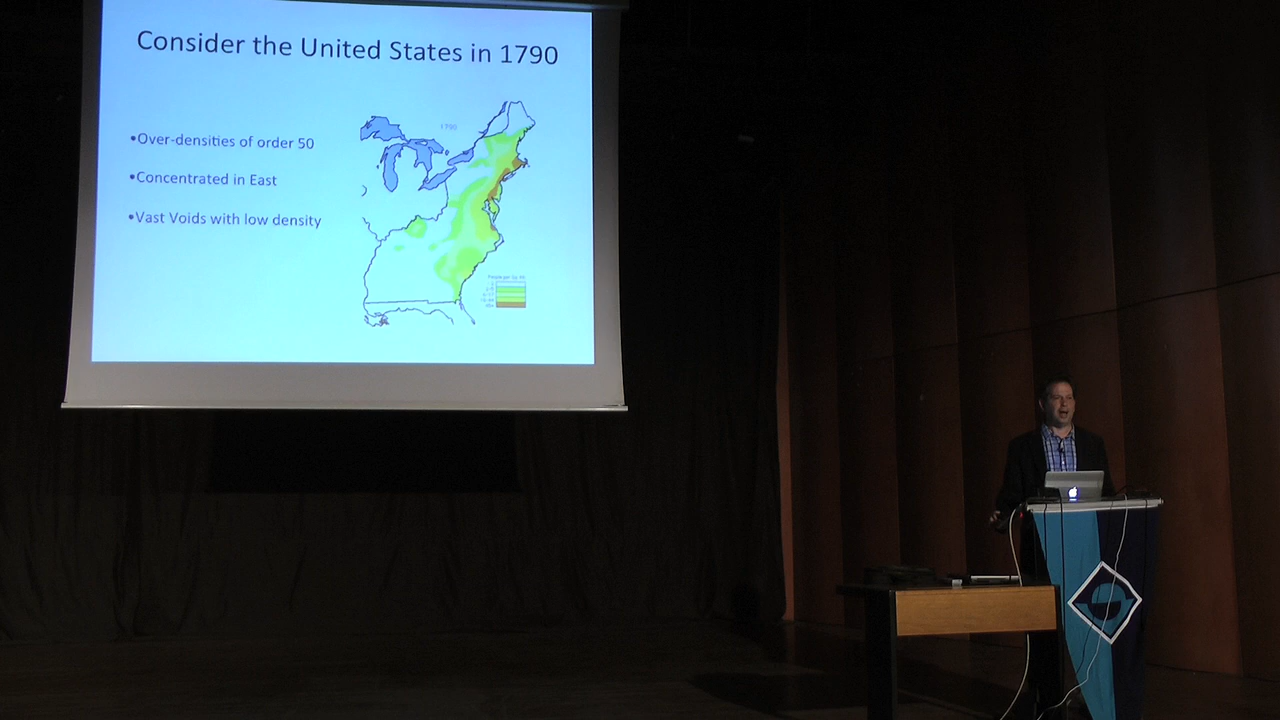 Consider the United States in 1790
•Over-densities of order 50
•Concentrated in East
•Vast Voids with low density
1790